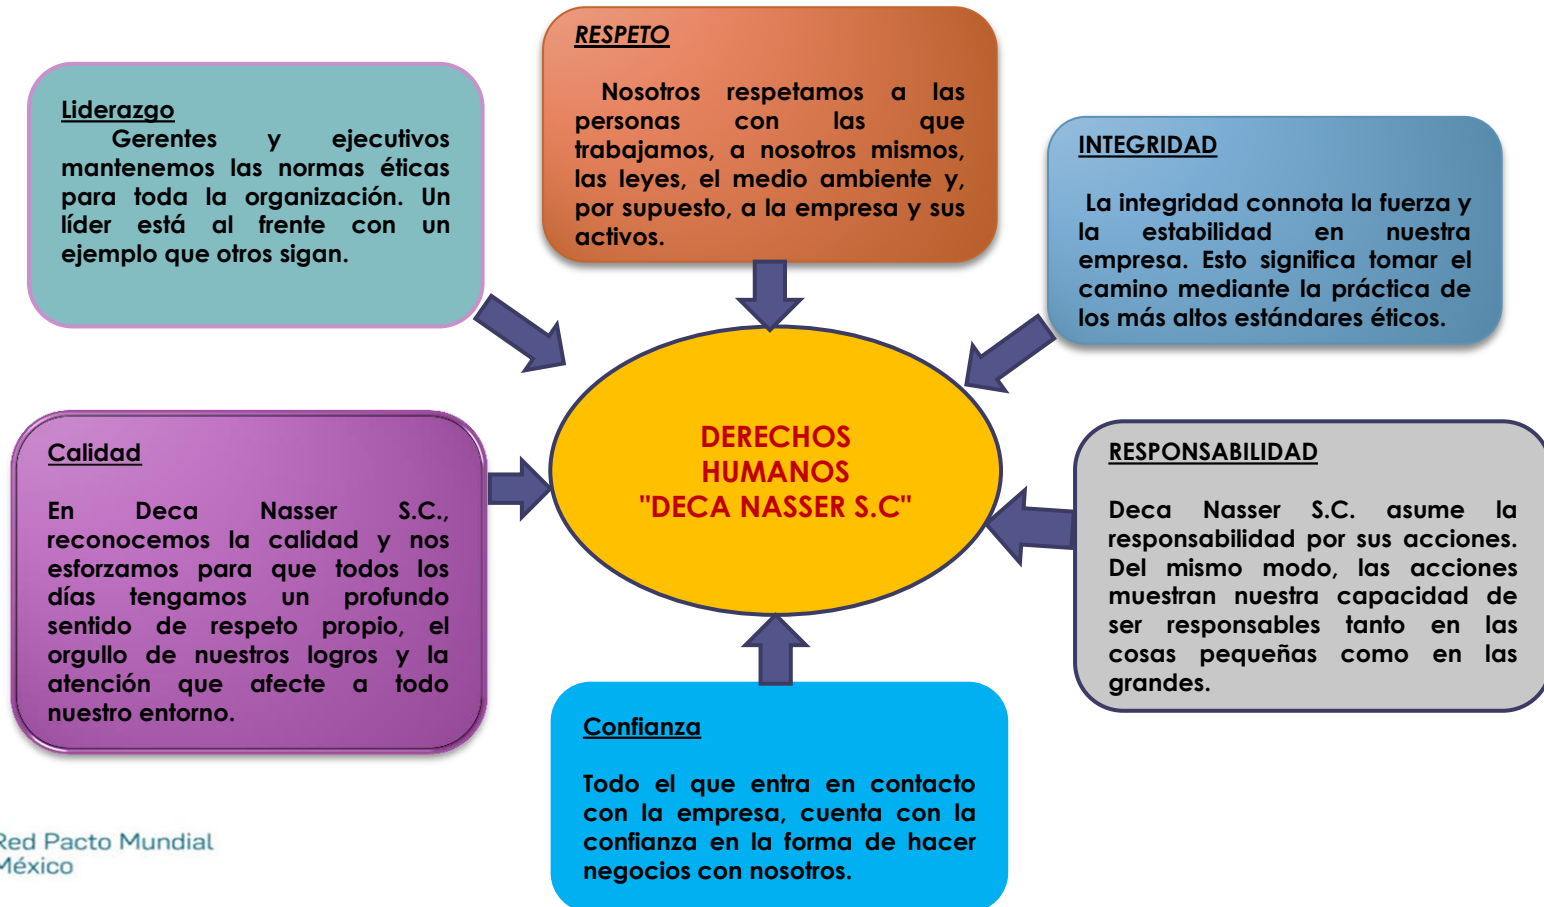 Liderazgo
Gerentes y ejecutivos
mantenemos las normas éticas
para toda la organización. Un
líder está al frente con un
ejemplo que otros sigan.
RESPETO
Nosotros respetamos a las
personas con las que
trabajamos, a nosotros mismos,
las leyes, el medio ambiente y,
por supuesto, a la empresa y sus
activos.
INTEGRIDAD
La integridad connota la fuerza y
la estabilidad en nuestra
empresa. Esto significa tomar el
camino mediante la práctica de
los más altos estándares éticos.
DERECHOS
HUMANOS
"DECA NASSER S.C"
Calidad
En Deca Nasser S.C.,
reconocemos la calidad y nos
esforzamos para que todos los
días tengamos un profundo
sentido de respeto propio, el
orgullo de nuestros logros y la
atención que afecte a todo
nuestro entorno.
RESPONSABILIDAD
Deca Nasser S.C. asume la
responsabilidad por sus acciones.
Del mismo modo, las acciones
muestran nuestra capacidad de
ser responsables tanto en las
cosas pequeñas como en las
grandes.
Confianza
Todo el que entra en contacto
con la empresa, cuenta con la
confianza en la forma de hacer
negocios con nosotros.
Red Pacto Mundial
México